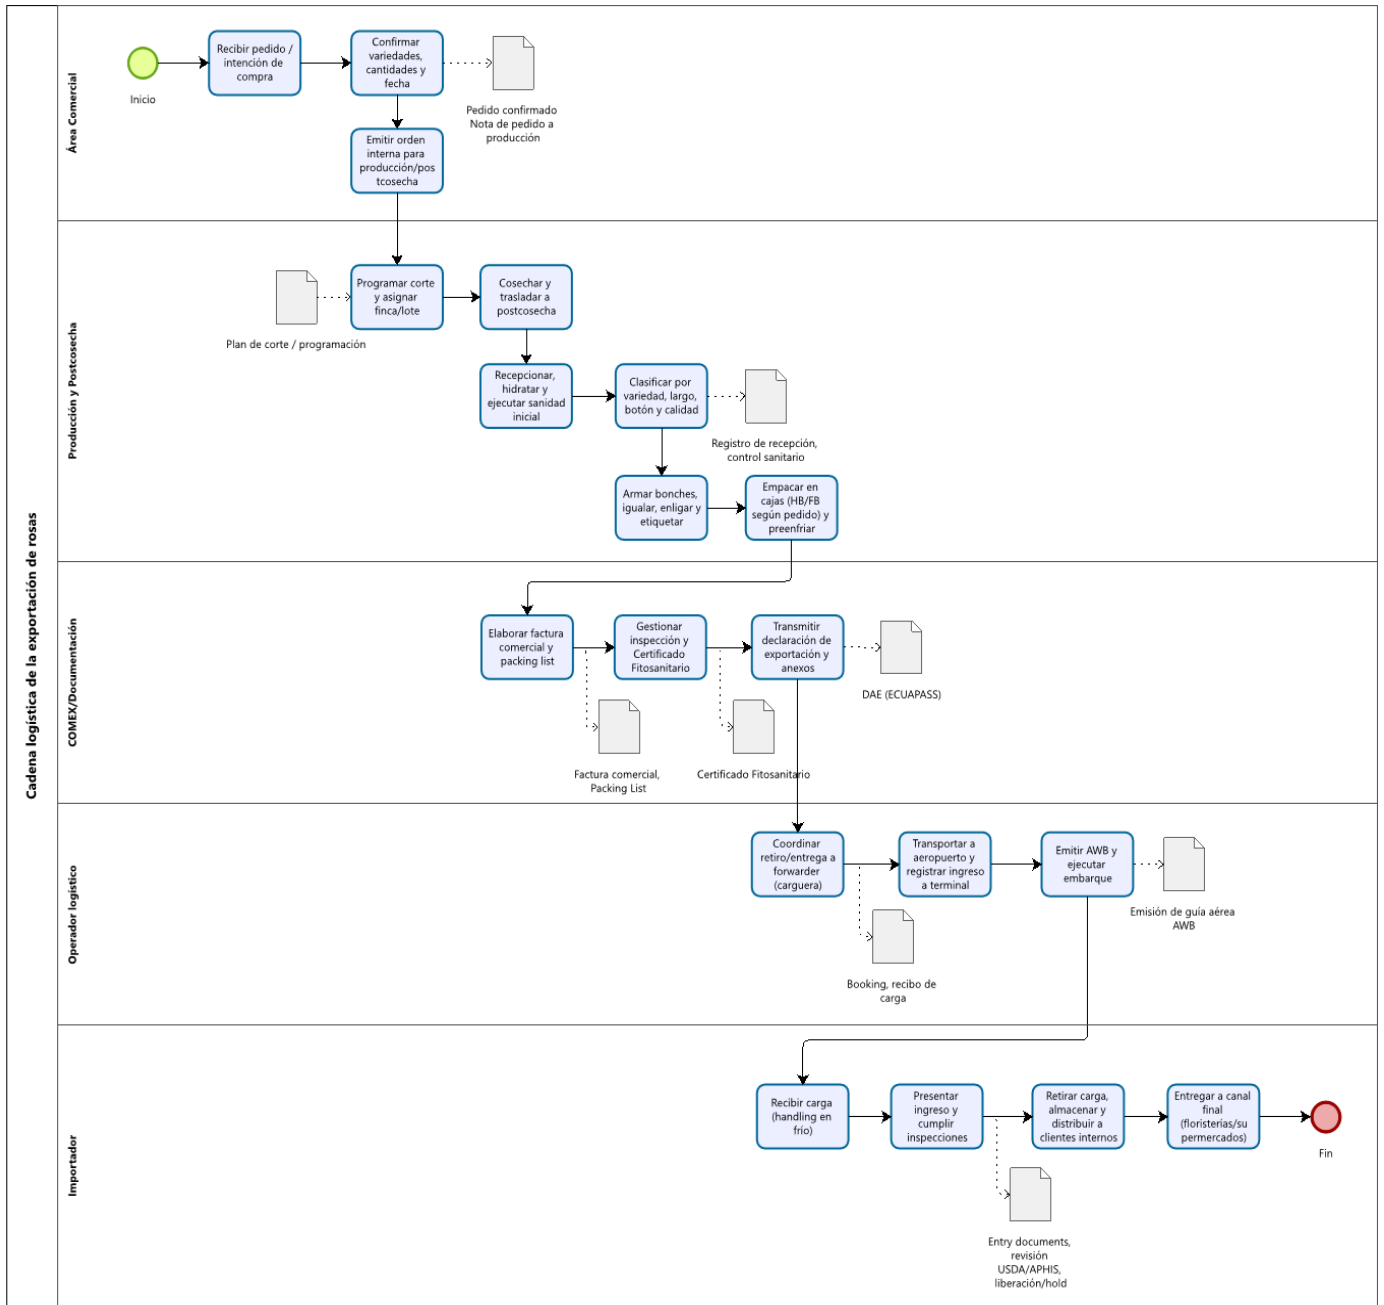 Cadena logística de la exportación de rosas
Área Comercial
Inicio
Recibir pedido /
intención de
compra
Confirmar
variedades,
cantidades y
fecha
Pedido confirmado
Nota de pedido a
producción
Emitir orden
interna para
producción/pos
tcosecha
Producción y Postcosecha
Plan de corte / programación
Programar corte
y asignar
finca/lote
Cosechar y
trasladar a
postcosecha
Recepcionar,
hidratar y
ejecutar sanidad
inicial
Clasificar por
variedad, largo,
botón y calidad
Registro de recepción,
control sanitario
Armar bonches,
igualar, enligar y
etiquetar
Empacar en
cajas (HB/FB
según pedido) y
preenfriar
COMEX/Documentación
Elaborar factura
comercial y
packing list
Gestionar
inspección y
Certificado
Fitosanitario
Transmitir
declaración de
exportación y
anexos
DAE (ECUAPASS)
Factura comercial,
Packing List
Certificado Fitosanitario
Operador logístico
Coordinar
retiro/entrega a
forwarder
(carguera)
Transportar a
aeropuerto y
registrar ingreso
a terminal
Emitir AWB y
ejecutar
embarque
Emisión de guía aérea
AWB
Booking, recibo de
carga
Importador
Recibir carga
(handling en
frío)
Presentar
ingreso y
cumplir
inspecciones
Retirar carga,
almacenar y
distribuir a
clientes internos
Entregar a canal
final
(floristerías/su
permercados)
Fin
Entry documents,
revisión
USDA/APHIS,
liberación/hold